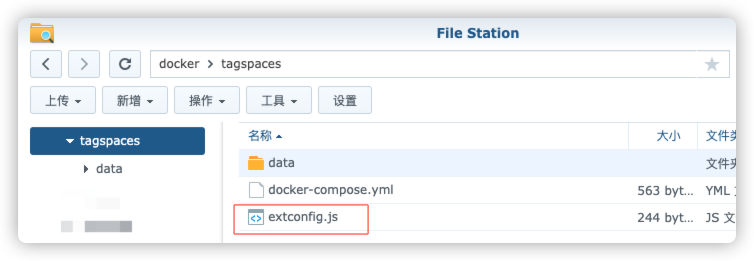 File Station
docker > tagspaces
上传 新增 操作 工具 设置
tagspaces
data
名称 大小 文件类
data 文件夹
docker-compose.yml 563 byt... YML
extconfig.js 244 byt... JS 文